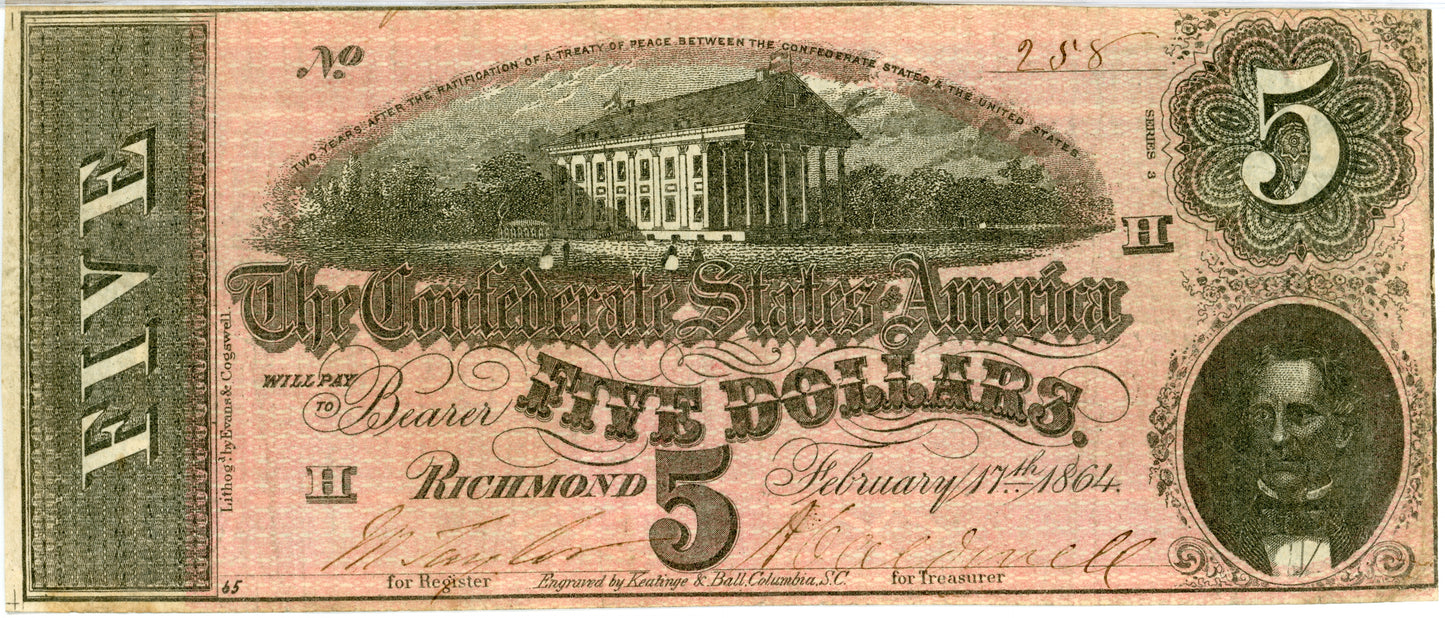 No
258
TWO YEARS AFTER THE RATIFICATION OF A TREATY OF PEACE BETWEEN THE CONFEDERATE STATES & THE UNITED STATES
SERIES 3
5
H
FIVE
The Confederate States of America
WILL PAY
TO Bearer
FIVE DOLLARS.
Lithogd. by Evans & Cogswell.
H
RICHMOND
5
February 17th 1864.
for Register
Engraved by Keatinge & Ball, Columbia, S.C.
for Treasurer
65